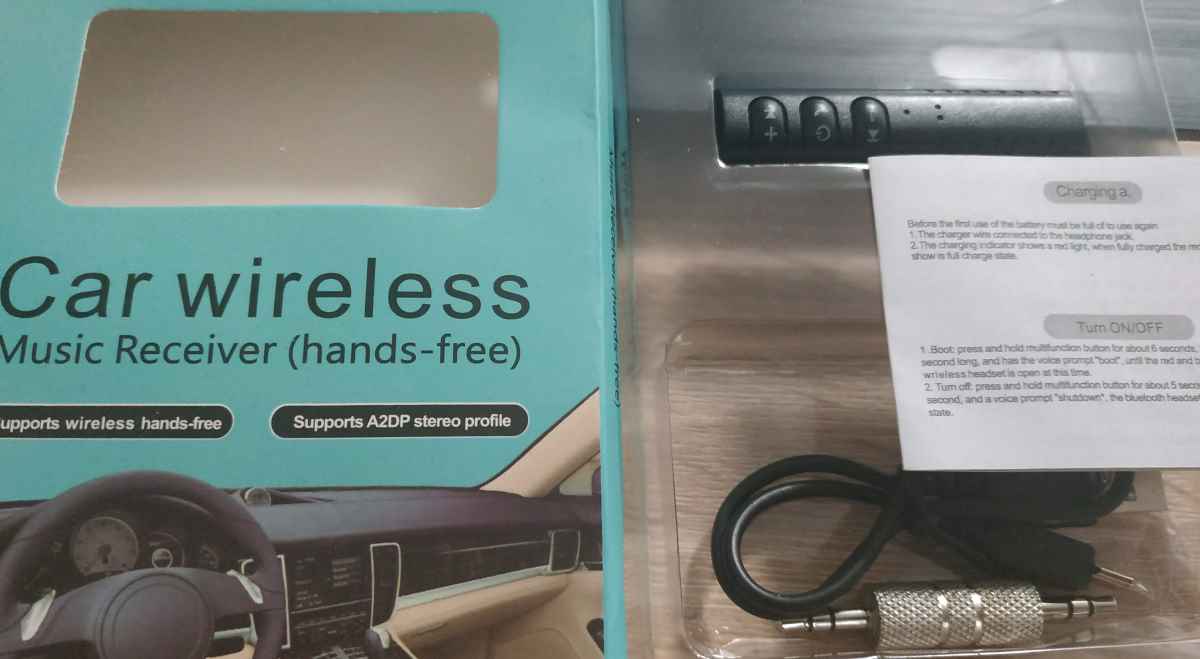 Car wireless
Music Receiver (hands-free)
upports wireless hands-free
Supports A2DP stereo profile
Charging a.
Before the first use of the battery must be full of to use again
1. The charger wire connected to the headphone jack.
2. The charging indicator shows a red light, when fully charged the red
show is full charge state.
Turn ON/OFF
1 .Boot: press and hold multifunction button for about 6 seconds,
second long, and has the voice prompt "boot", until the red and b
wrieless headset is open at this time.
2. Turn off: press and hold multifunction button for about 5 secon
second, and a voice prompt "shutdown", the bluetooth headset
state.